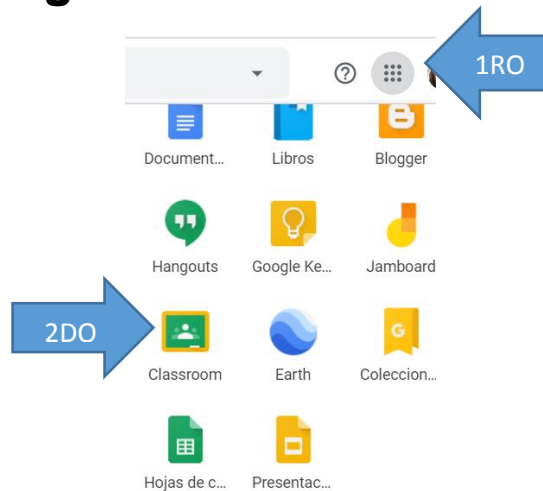 1RO
Document... Libros Blogger
Hangouts Google Ke... Jamboard
2DO
Classroom Earth Coleccion...
Hojas de c... Presentac...